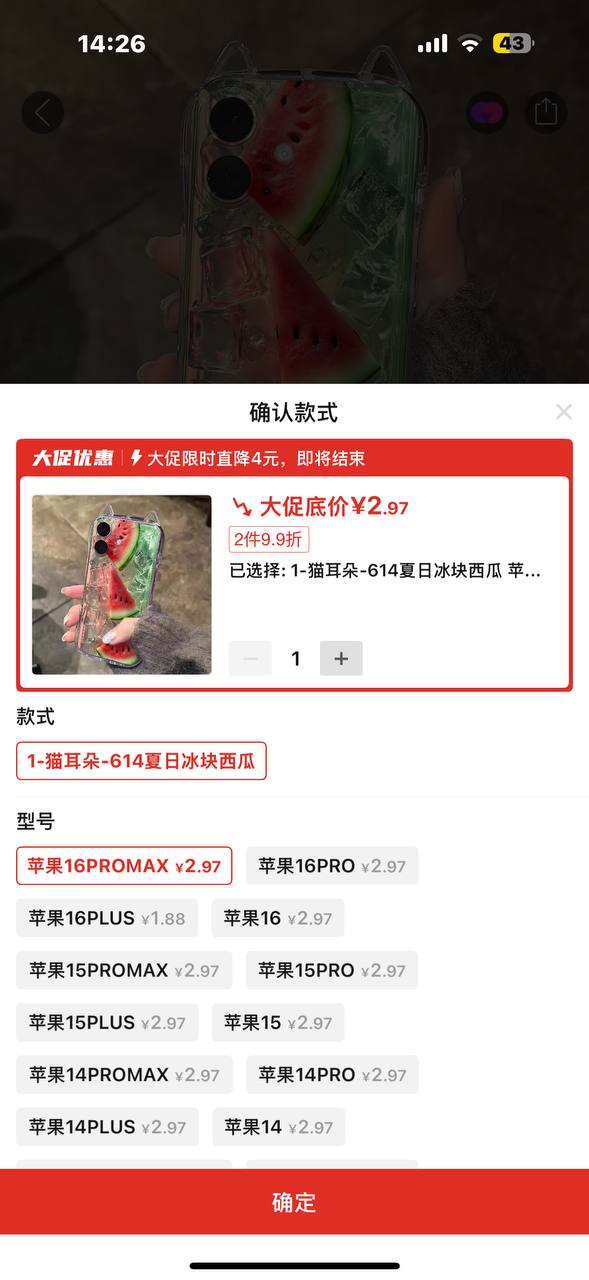 14:26
43
确认款式
大促优惠 大促限时直降4元，即将结束
大促底价¥2.97
2件9.9折
已选择: 1-猫耳朵-614夏日冰块西瓜 苹...
1
款式
1-猫耳朵-614夏日冰块西瓜
型号
苹果16PROMAX ¥2.97 苹果16PRO ¥2.97
苹果16PLUS ¥1.88 苹果16 ¥2.97
苹果15PROMAX ¥2.97 苹果15PRO ¥2.97
苹果15PLUS ¥2.97 苹果15 ¥2.97
苹果14PROMAX ¥2.97 苹果14PRO ¥2.97
苹果14PLUS ¥2.97 苹果14 ¥2.97
确定